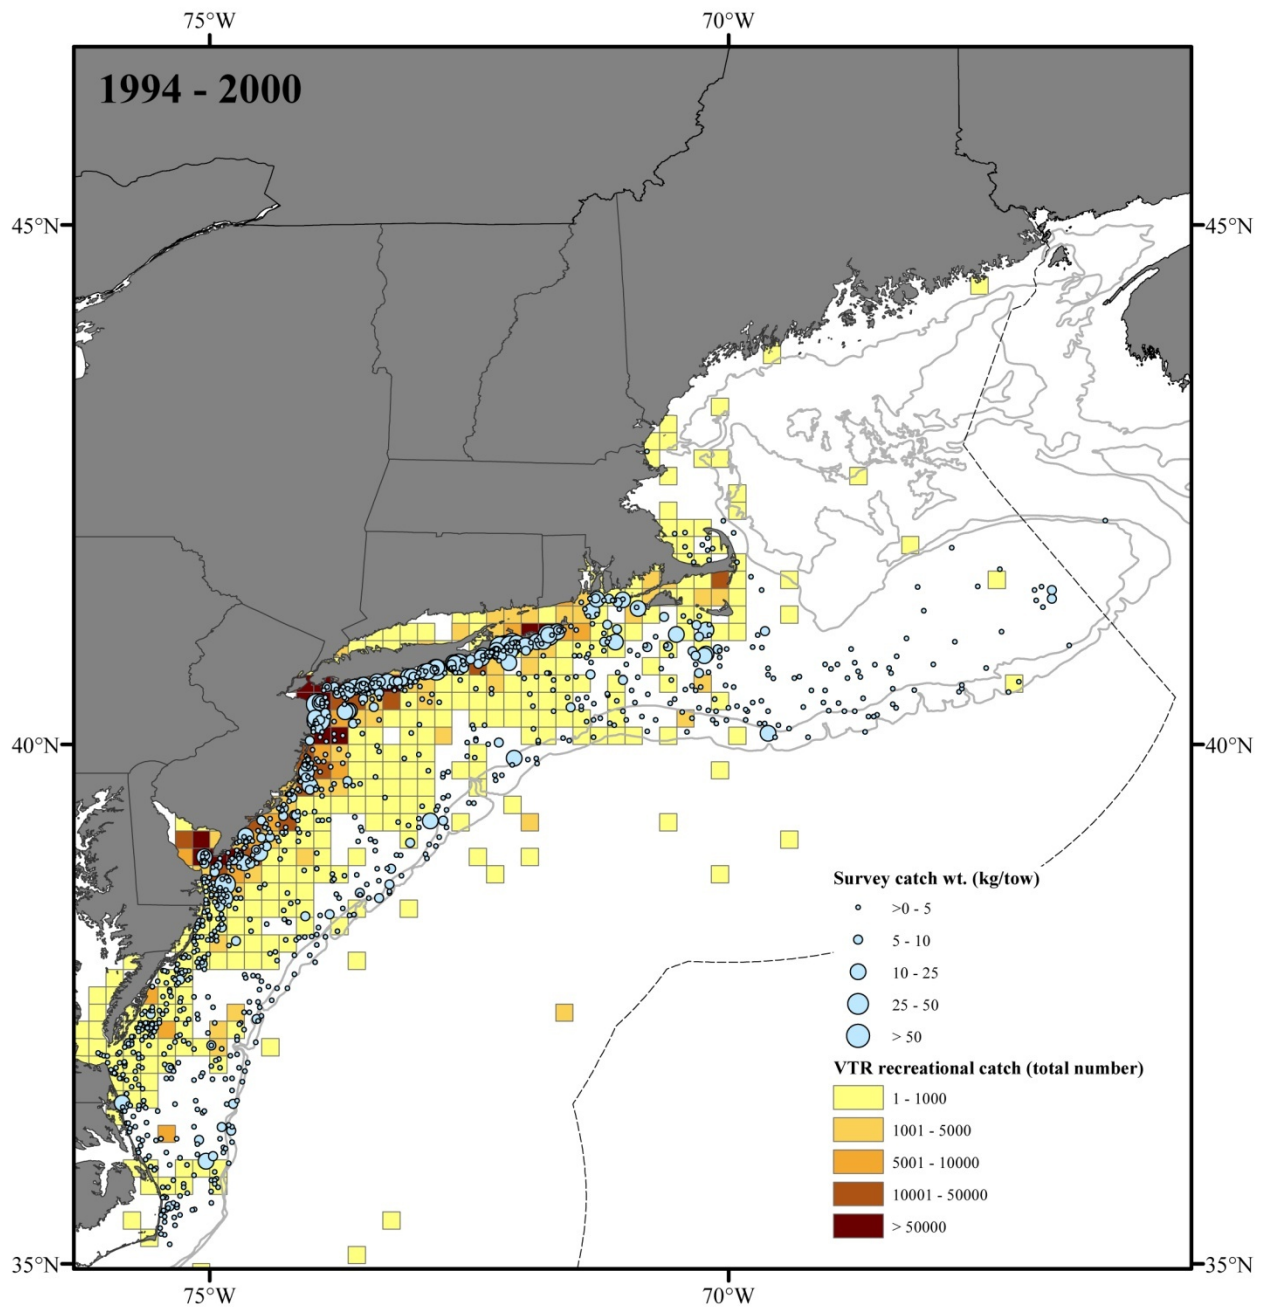 75°W 70°W
1994 - 2000
45°N 45°N
40°N 40°N
Survey catch wt. (kg/tow)
>0 - 5
5 - 10
10 - 25
25 - 50
> 50
VTR recreational catch (total number)
1 - 1000
1001 - 5000
5001 - 10000
10001 - 50000
> 50000
35°N 35°N
75°W 70°W